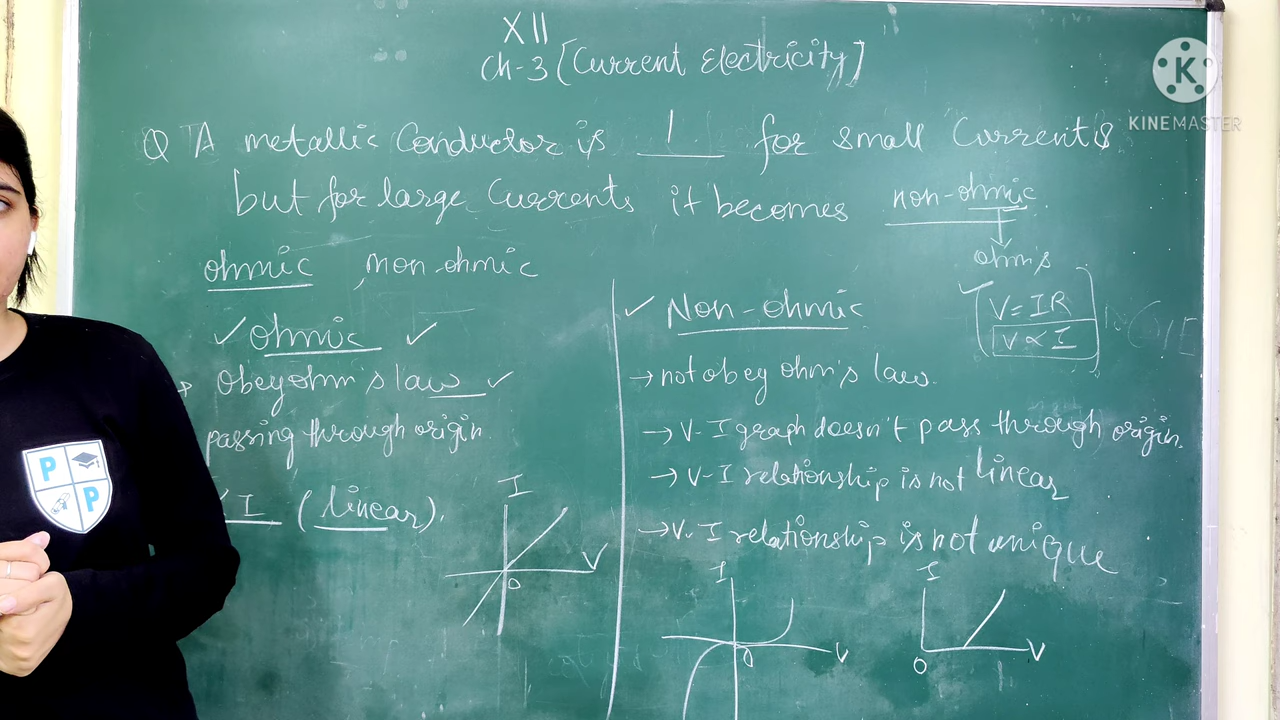 XII
Ch-3 [Current Electricity]
KINEMASTER
Q A metallic Conductor is 1 for small Currents
but for large Currents it becomes non-ohmic
ohm's
ohmic, non-ohmic
V=IR
V∝I
✓ Ohmic ✓
→ Obey ohm's law ✓
passing through origin
I (linear).
I
V
O
✓ Non-ohmic
→ not obey ohm's law.
→ V-I graph doesn't pass through origin.
→ V-I relationship is not linear
→ V-I relationship is not unique
I
V
O
I
V
O
P
P